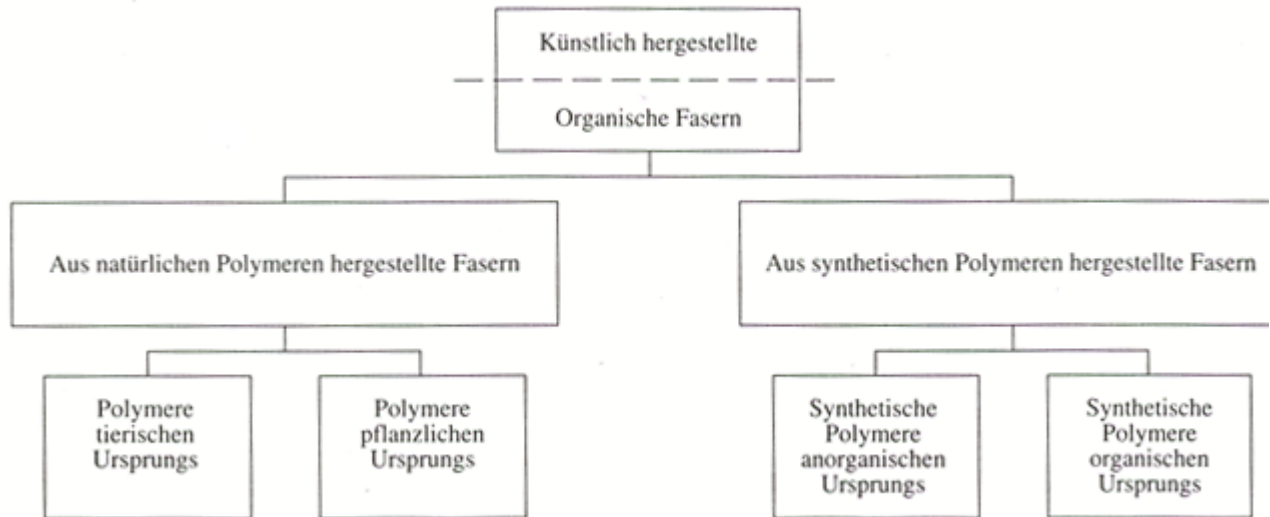 Künstlich hergestellte
Organische Fasern
Aus natürlichen Polymeren hergestellte Fasern
Aus synthetischen Polymeren hergestellte Fasern
Polymere
tierischen
Ursprungs
Polymere
pflanzlichen
Ursprungs
Synthetische
Polymere
anorganischen
Ursprungs
Synthetische
Polymere
organischen
Ursprungs